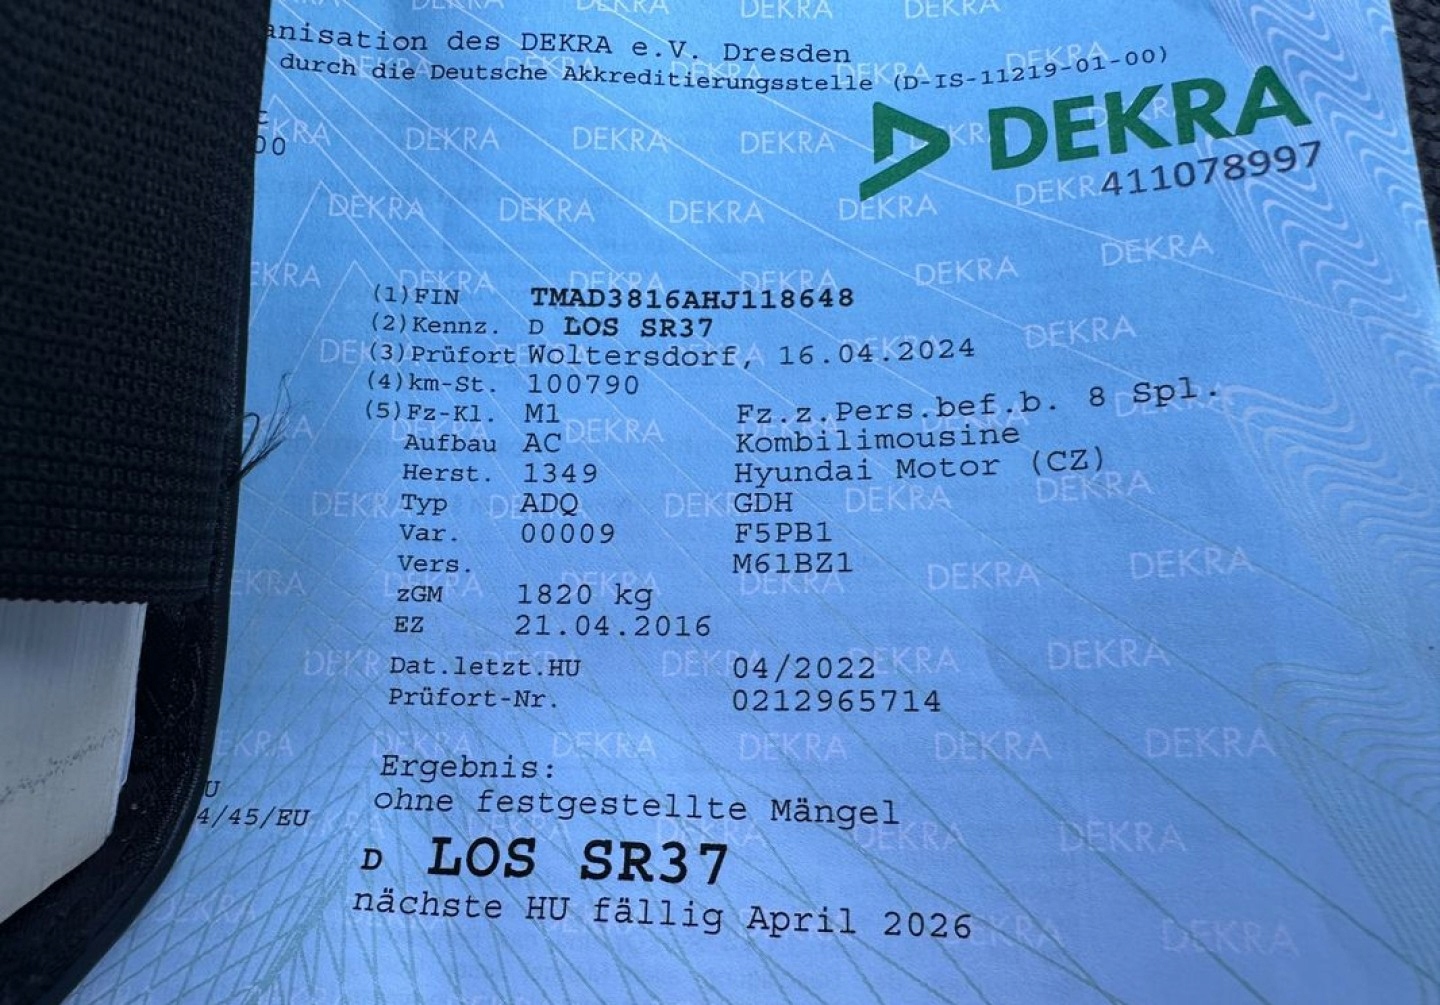 anisation des DEKRA e.V. Dresden
durch die Deutsche Akkreditierungsstelle (D-IS-11219-01-00)
DEKRA
00
411078997
(1)FIN TMAD3816AHJ118648
(2)Kennz. D LOS SR37
(3)Prüfort Woltersdorf, 16.04.2024
(4)km-St. 100790
(5)Fz-Kl. M1 Fz.z.Pers.bef.b. 8 Spl.
Aufbau AC Kombilimousine
Herst. 1349 Hyundai Motor (CZ)
Typ ADQ GDH
Var. 00009 F5PB1
Vers. M61BZ1
zGM 1820 kg
EZ 21.04.2016
Dat.letzt.HU 04/2022
Prüfort-Nr. 0212965714
Ergebnis:
U
ohne festgestellte Mängel
4/45/EU
D LOS SR37
nächste HU fällig April 2026